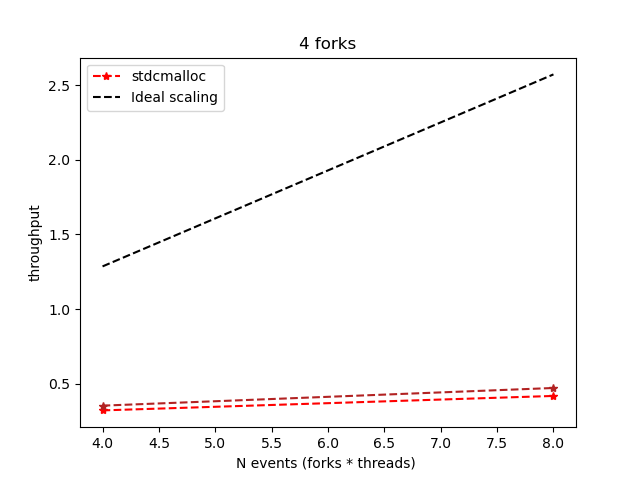 4 forks
stdcmalloc
Ideal scaling
2.5
2.0
1.5
1.0
0.5
throughput
4.0 4.5 5.0 5.5 6.0 6.5 7.0 7.5 8.0
N events (forks * threads)